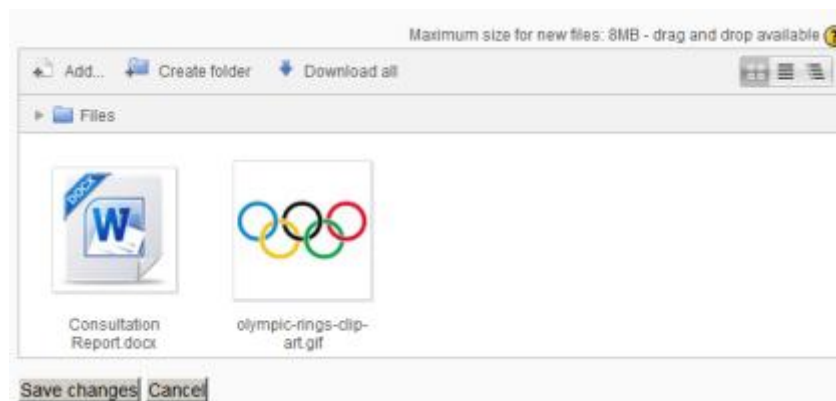 Maximum size for new files: 8MB - drag and drop available ?
Add... Create folder Download all
Files
DOCX
W
Consultation
Report.docx
olympic-rings-clip-
art.gif
Save changes Cancel